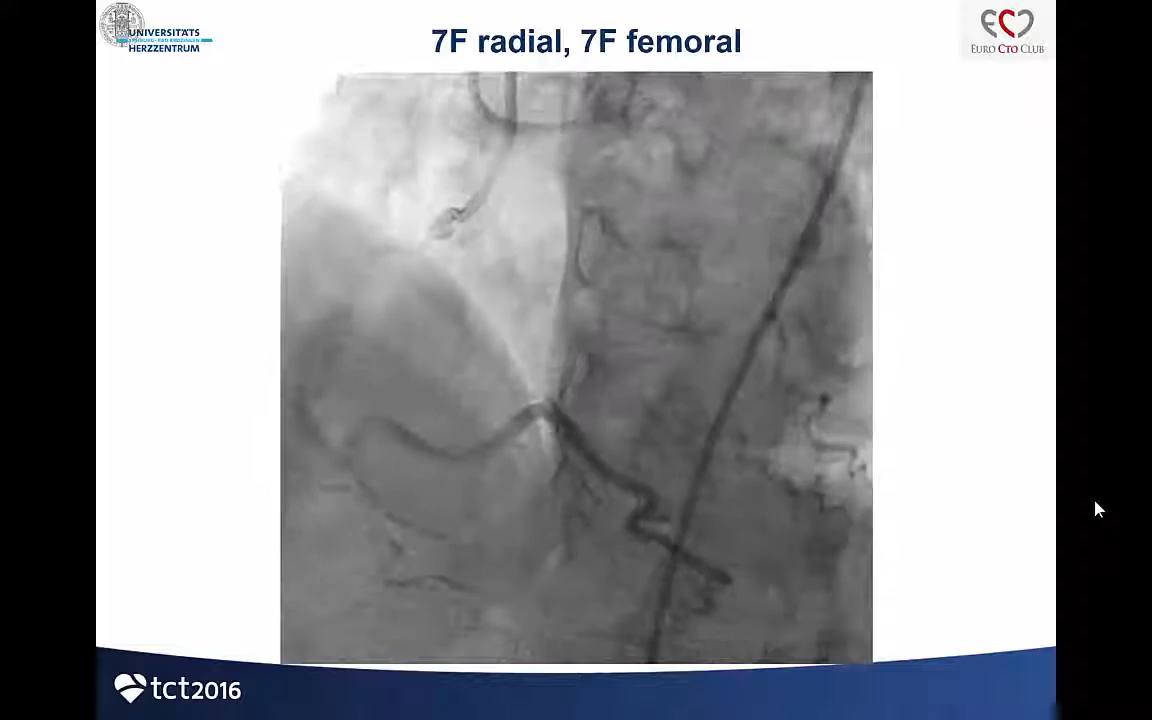 UNIVERSITÄTS
HERZZENTRUM
7F radial, 7F femoral
EURO CTO CLUB
tct2016